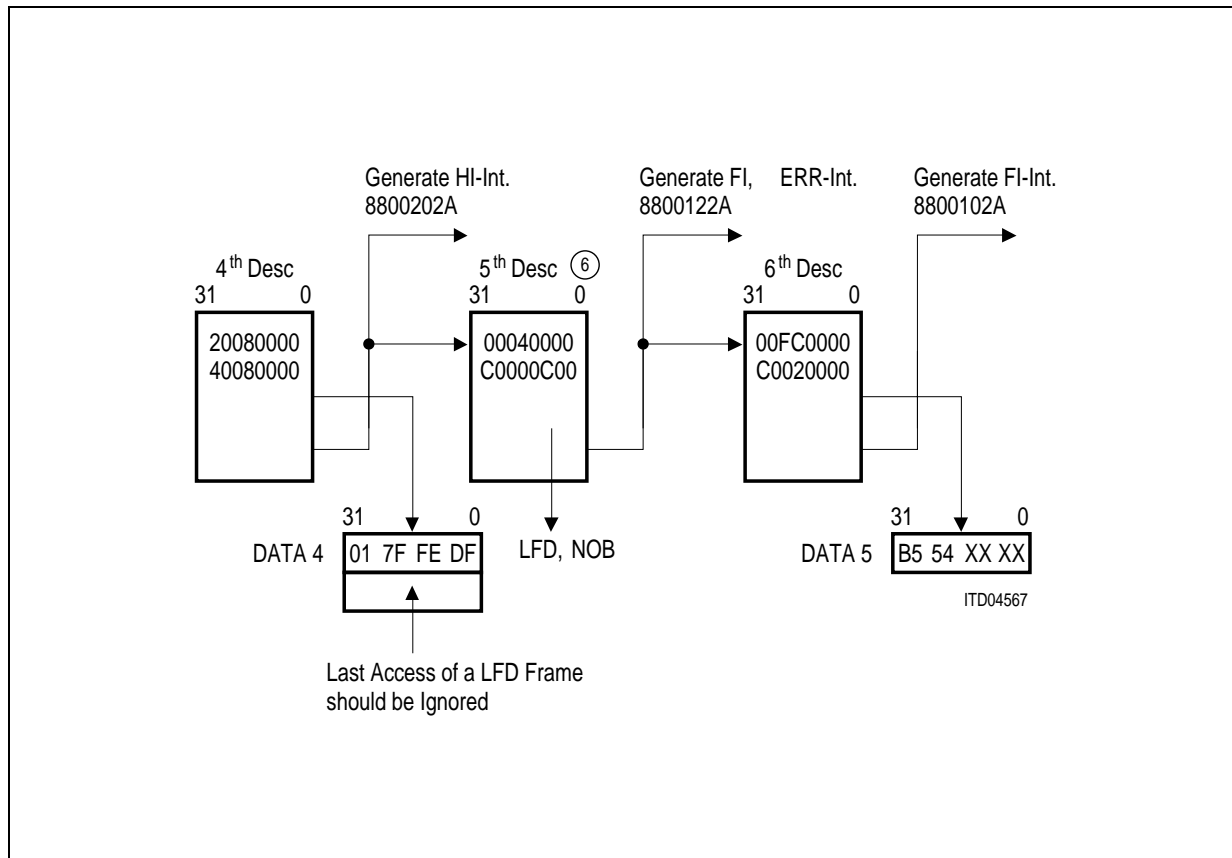 Generate HI-Int.
8800202A
Generate FI, ERR-Int.
8800122A
Generate FI-Int.
8800102A
4th Desc
31 0
20080000
40080000
5th Desc 6
31 0
00040000
C0000C00
6th Desc
31 0
00FC0000
C0020000
31 0
DATA 4 01 7F FE DF
LFD, NOB
31 0
DATA 5 B5 54 XX XX
ITD04567
Last Access of a LFD Frame
should be Ignored